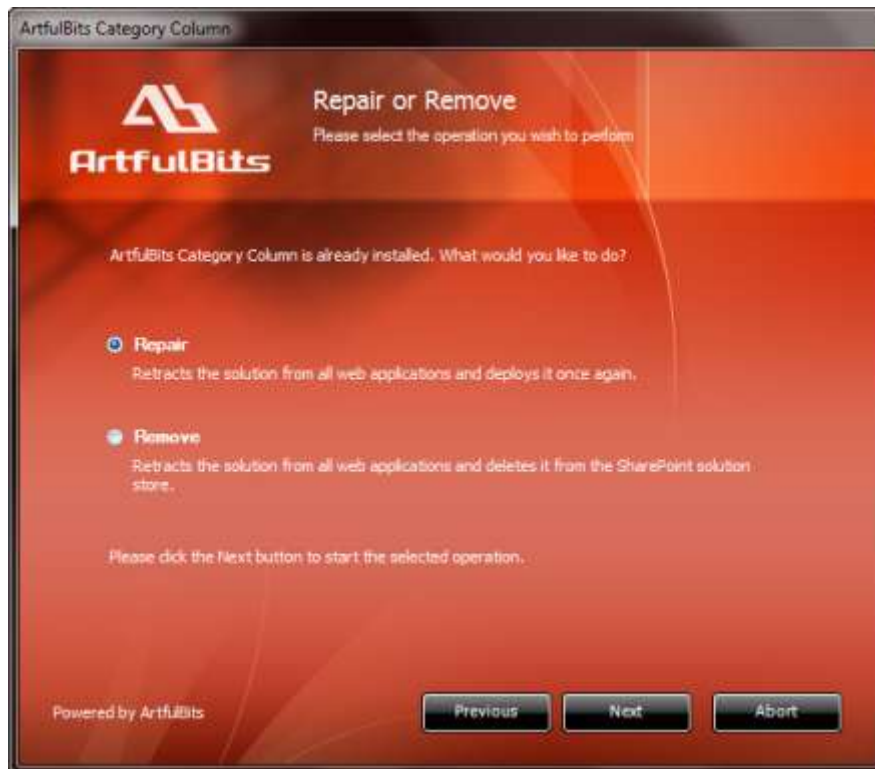 ArtfulBits Category Column
ArtfulBits
Repair or Remove
Please select the operation you wish to perform
ArtfulBits Category Column is already installed. What would you like to do?
Repair
Retracts the solution from all web applications and deploys it once again.
Remove
Retracts the solution from all web applications and deletes it from the SharePoint solution
store.
Please click the Next button to start the selected operation.
Powered by ArtfulBits
Previous
Next
Abort